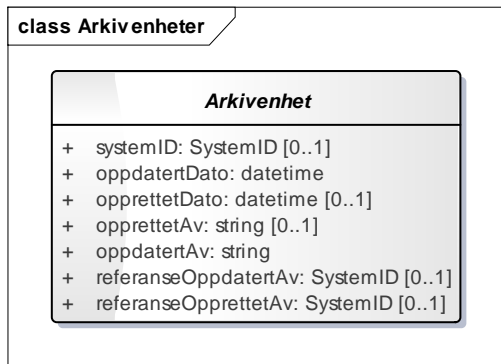 class Arkivenheter
Arkivenhet
+ systemID: SystemID [0..1]
+ oppdatertDato: datetime
+ opprettetDato: datetime [0..1]
+ opprettetAv: string [0..1]
+ oppdatertAv: string
+ referanseOppdatertAv: SystemID [0..1]
+ referanseOpprettetAv: SystemID [0..1]